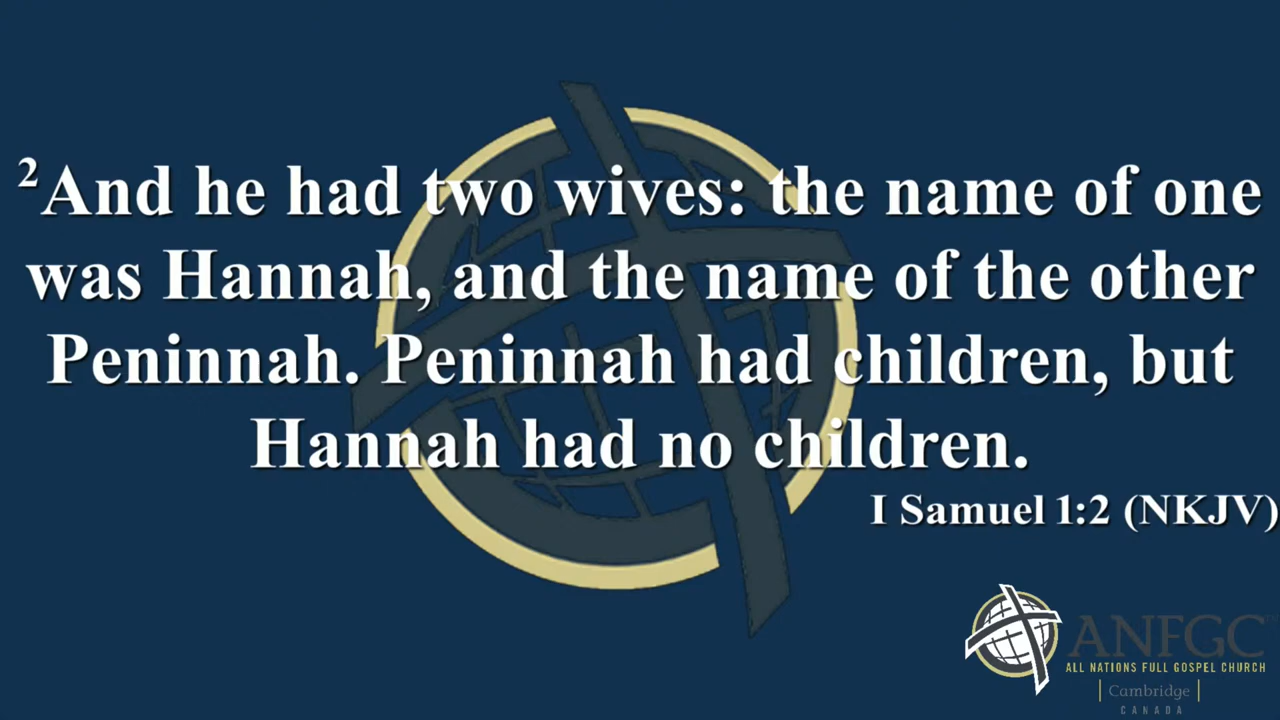 ²And he had two wives: the name of one
was Hannah, and the name of the other
Peninnah. Peninnah had children, but
Hannah had no children.
I Samuel 1:2 (NKJV)
ANFGC
ALL NATIONS FULL GOSPEL CHURCH
| Cambridge |
CANADA